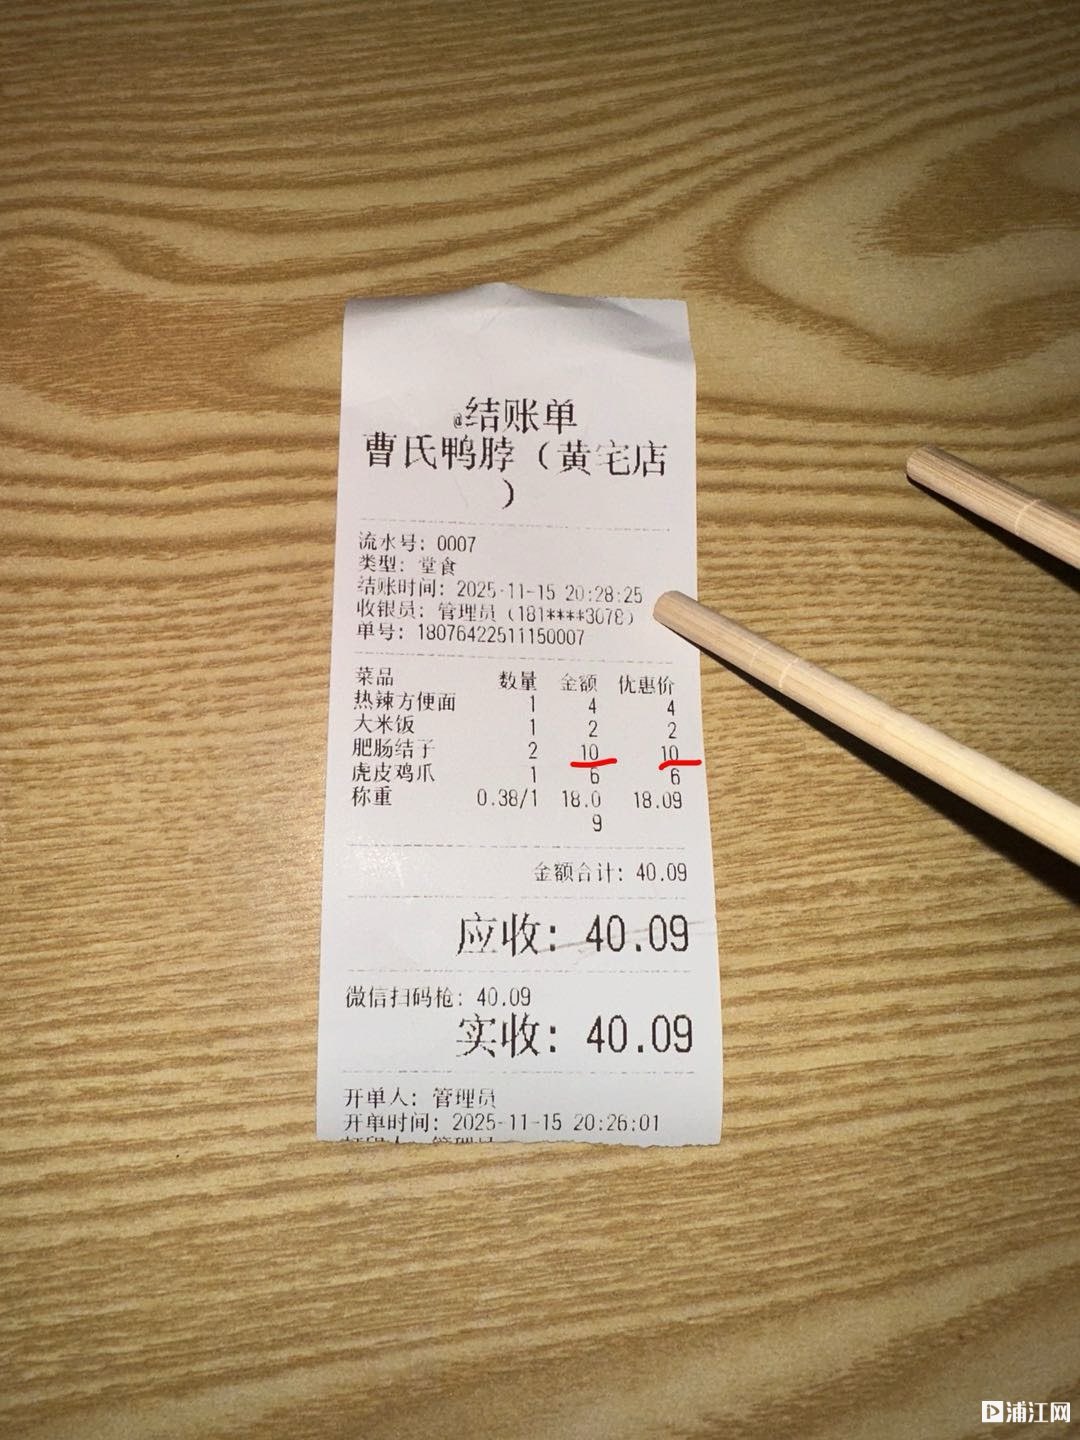 @结账单
曹氏鸭脖（黄宅店
）
流水号：0007
类型：堂食
结账时间：2025-11-15 20:28:25
收银员：管理员（181****3078）
单号：18076422511150007
菜品 数量 金额 优惠价
热辣方便面 1 4 4
大米饭 1 2 2
肥肠结子 2 10 10
虎皮鸡爪 1 6 6
称重 0.38/1 18.0 18.09
9
金额合计：40.09
应收：40.09
微信扫码枪：40.09
实收：40.09
开单人：管理员
开单时间：2025-11-15 20:26:01
浦江网